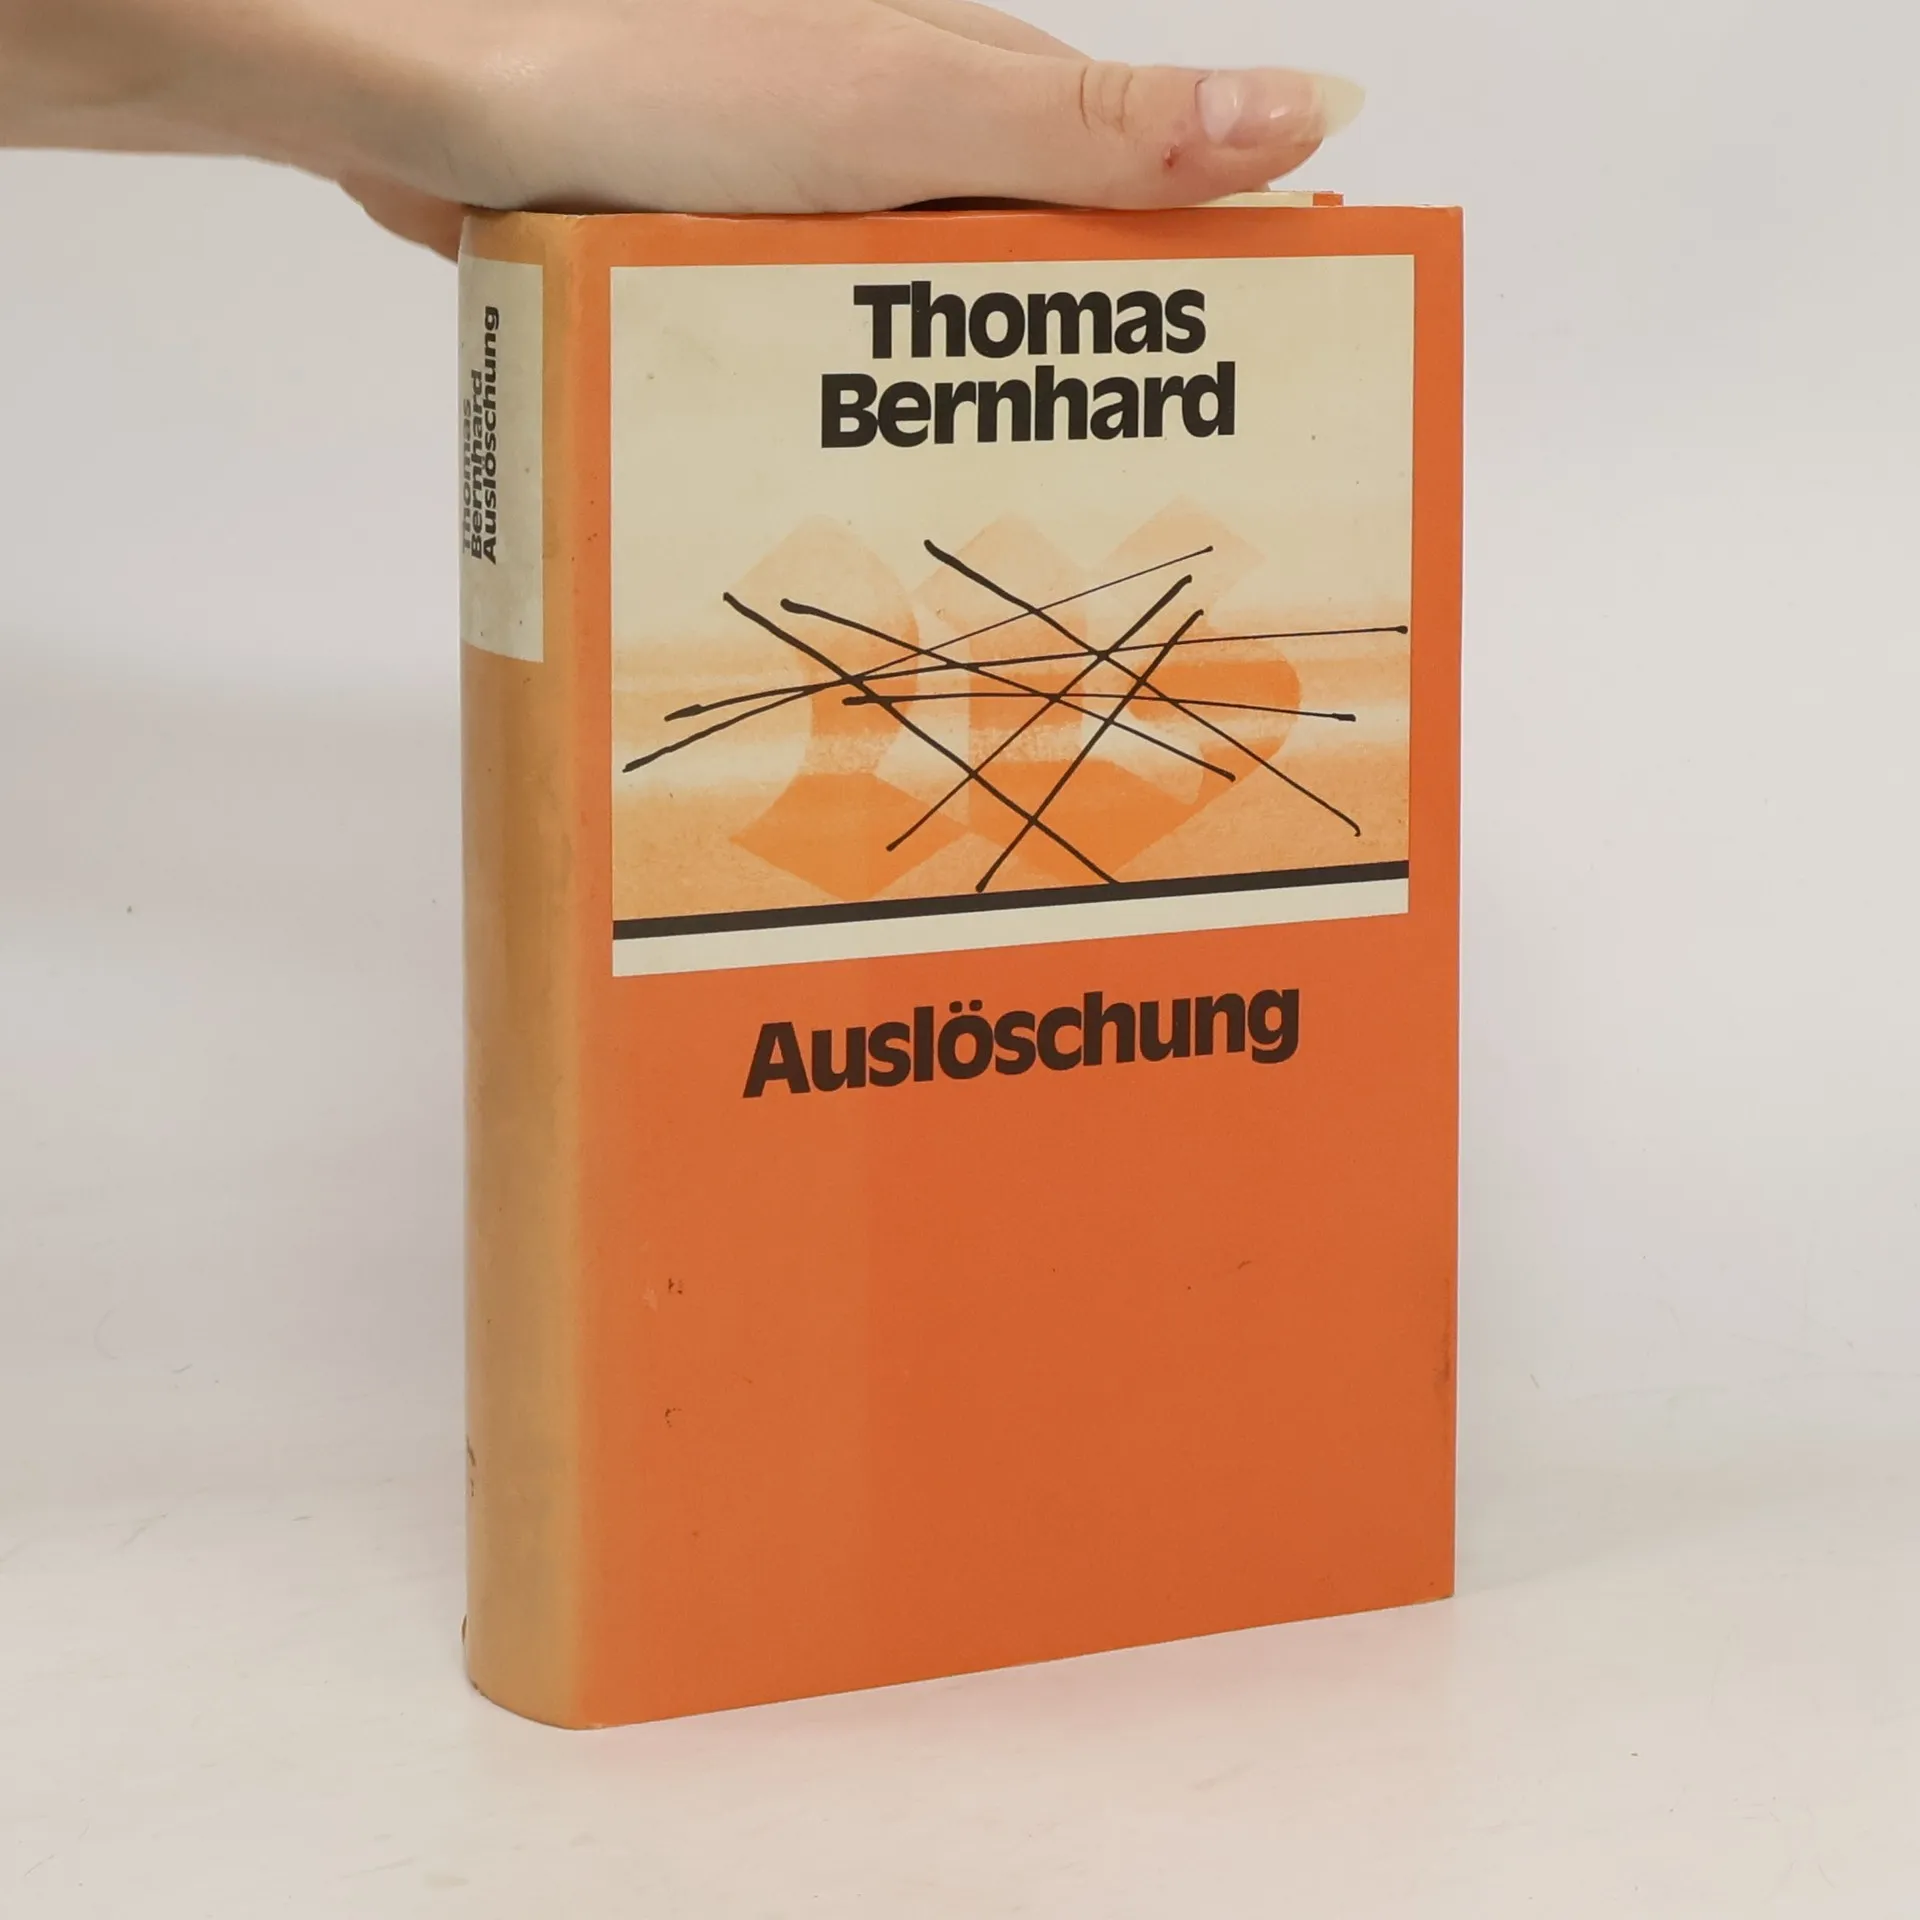 Thomas
Bernhard
Auslöschung
Thomas
Bernhard
Auslöschung